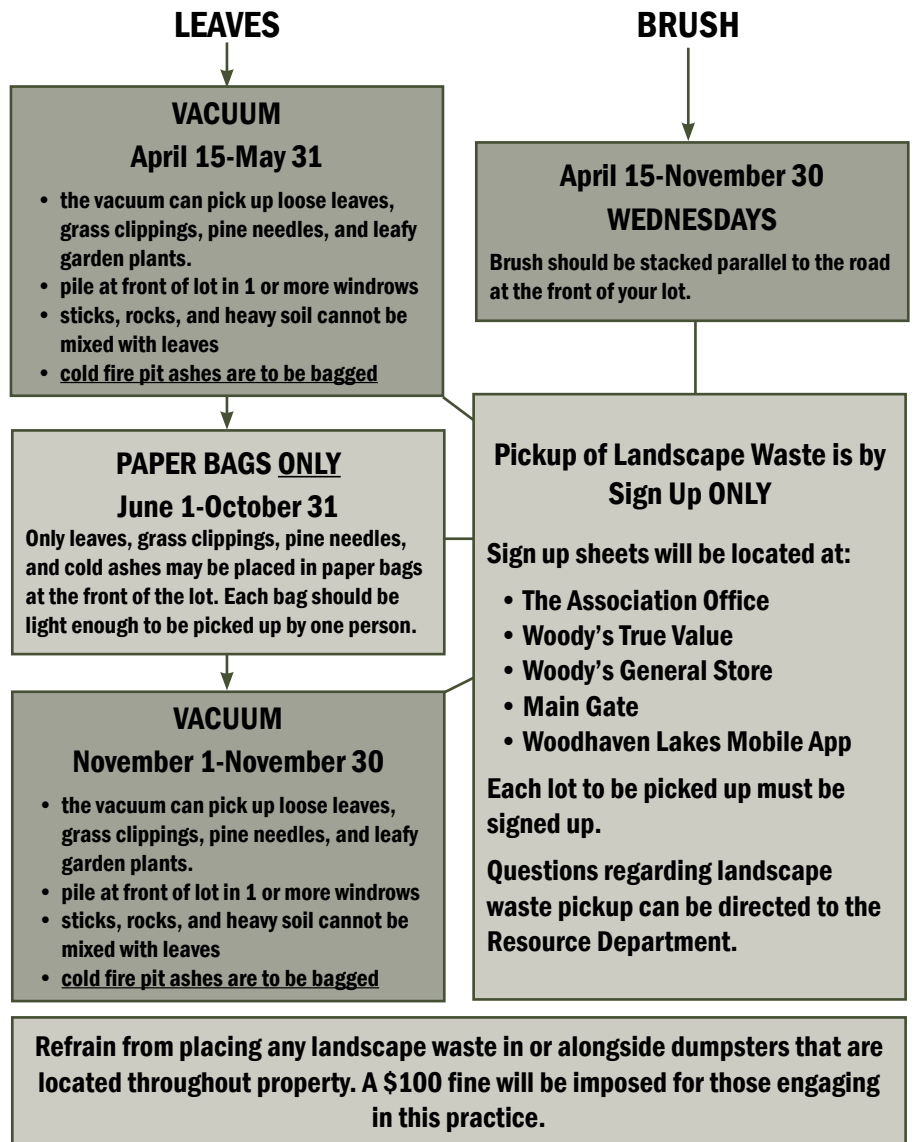 LEAVES
VACUUM
April 15-May 31
• the vacuum can pick up loose leaves,
grass clippings, pine needles, and leafy
garden plants.
• pile at front of lot in 1 or more windrows
• sticks, rocks, and heavy soil cannot be
mixed with leaves
• cold fire pit ashes are to be bagged
PAPER BAGS ONLY
June 1-October 31
Only leaves, grass clippings, pine needles,
and cold ashes may be placed in paper bags
at the front of the lot. Each bag should be
light enough to be picked up by one person.
VACUUM
November 1-November 30
• the vacuum can pick up loose leaves,
grass clippings, pine needles, and leafy
garden plants.
• pile at front of lot in 1 or more windrows
• sticks, rocks, and heavy soil cannot be
mixed with leaves
• cold fire pit ashes are to be bagged
BRUSH
April 15-November 30
WEDNESDAYS
Brush should be stacked parallel to the road
at the front of your lot.
Pickup of Landscape Waste is by
Sign Up ONLY
Sign up sheets will be located at:
• The Association Office
• Woody's True Value
• Woody's General Store
• Main Gate
• Woodhaven Lakes Mobile App
Each lot to be picked up must be
signed up.
Questions regarding landscape
waste pickup can be directed to the
Resource Department.
Refrain from placing any landscape waste in or alongside dumpsters that are
located throughout property. A $100 fine will be imposed for those engaging
in this practice.